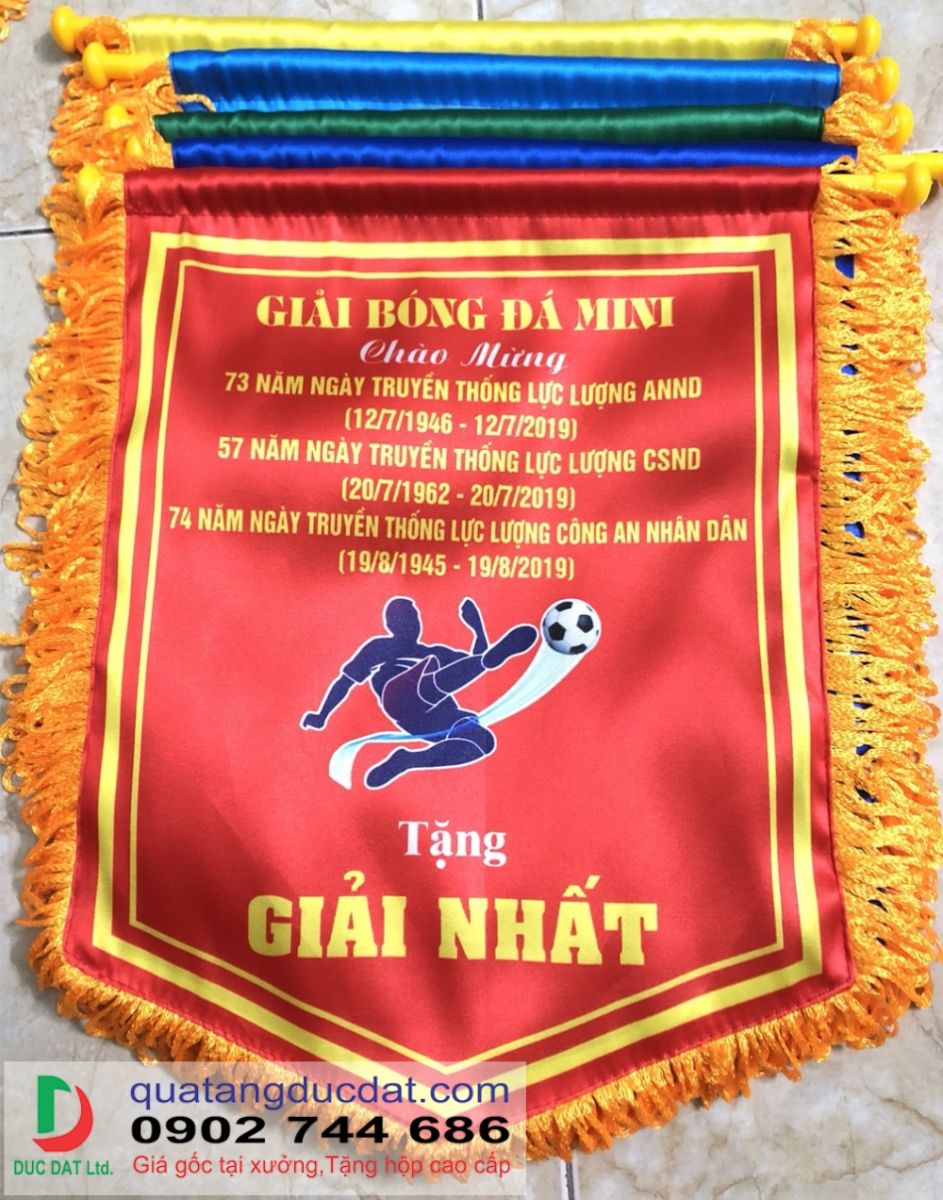 GIẢI BÓNG ĐÁ MINI
Chào Mừng
73 NĂM NGÀY TRUYỀN THỐNG LỰC LƯỢNG ANND
(12/7/1946 - 12/7/2019)
57 NĂM NGÀY TRUYỀN THỐNG LỰC LƯỢNG CSND
(20/7/1962 - 20/7/2019)
74 NĂM NGÀY TRUYỀN THỐNG LỰC LƯỢNG CÔNG AN NHÂN DÂN
(19/8/1945 - 19/8/2019)
Tặng
GIẢI NHẤT
quatangducdat.com
0902 744 686
DUC DAT Ltd.
Giá gốc tại xưởng,Tặng hộp cao cấp